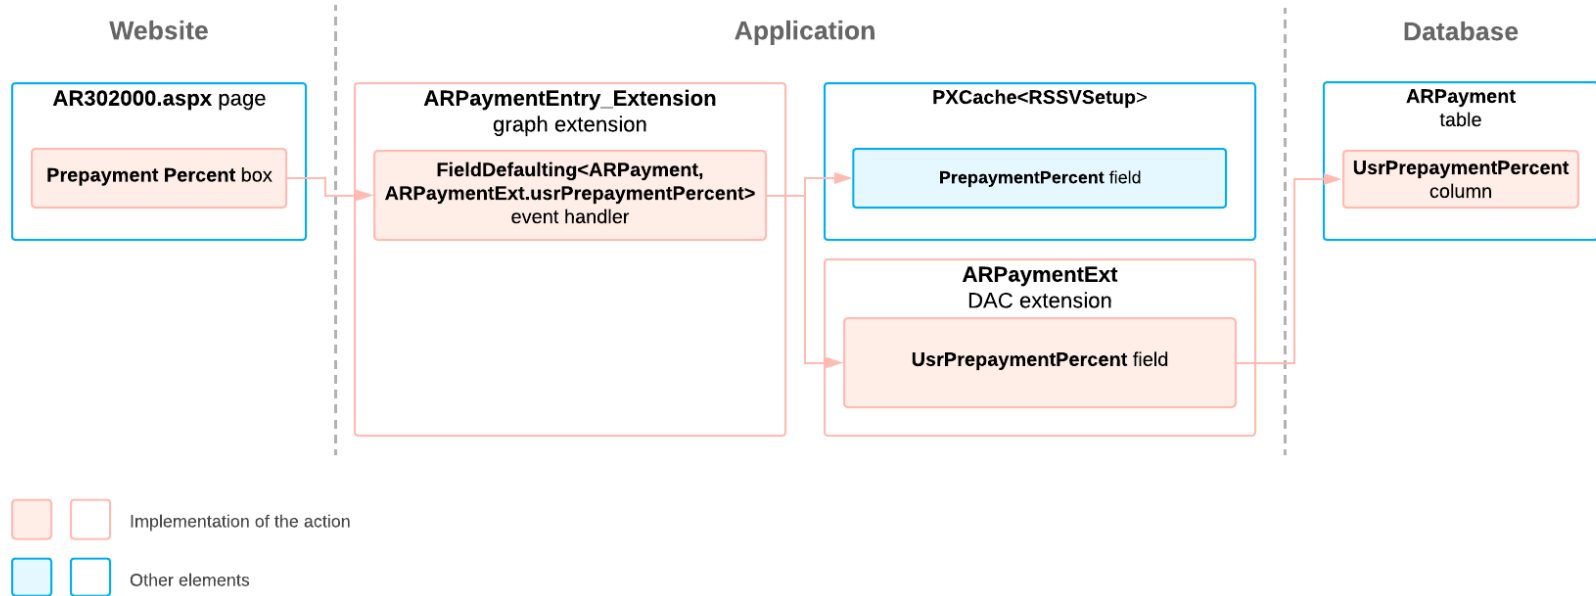 Website
Application
Database
AR302000.aspx page
Prepayment Percent box
ARPaymentEntry_Extension
graph extension
FieldDefaulting<ARPayment,
ARPaymentExt.usrPrepaymentPercent>
event handler
PXCache<RSSVSetup>
PrepaymentPercent field
ARPaymentExt
DAC extension
UsrPrepaymentPercent field
ARPayment
table
UsrPrepaymentPercent
column
Implementation of the action
Other elements